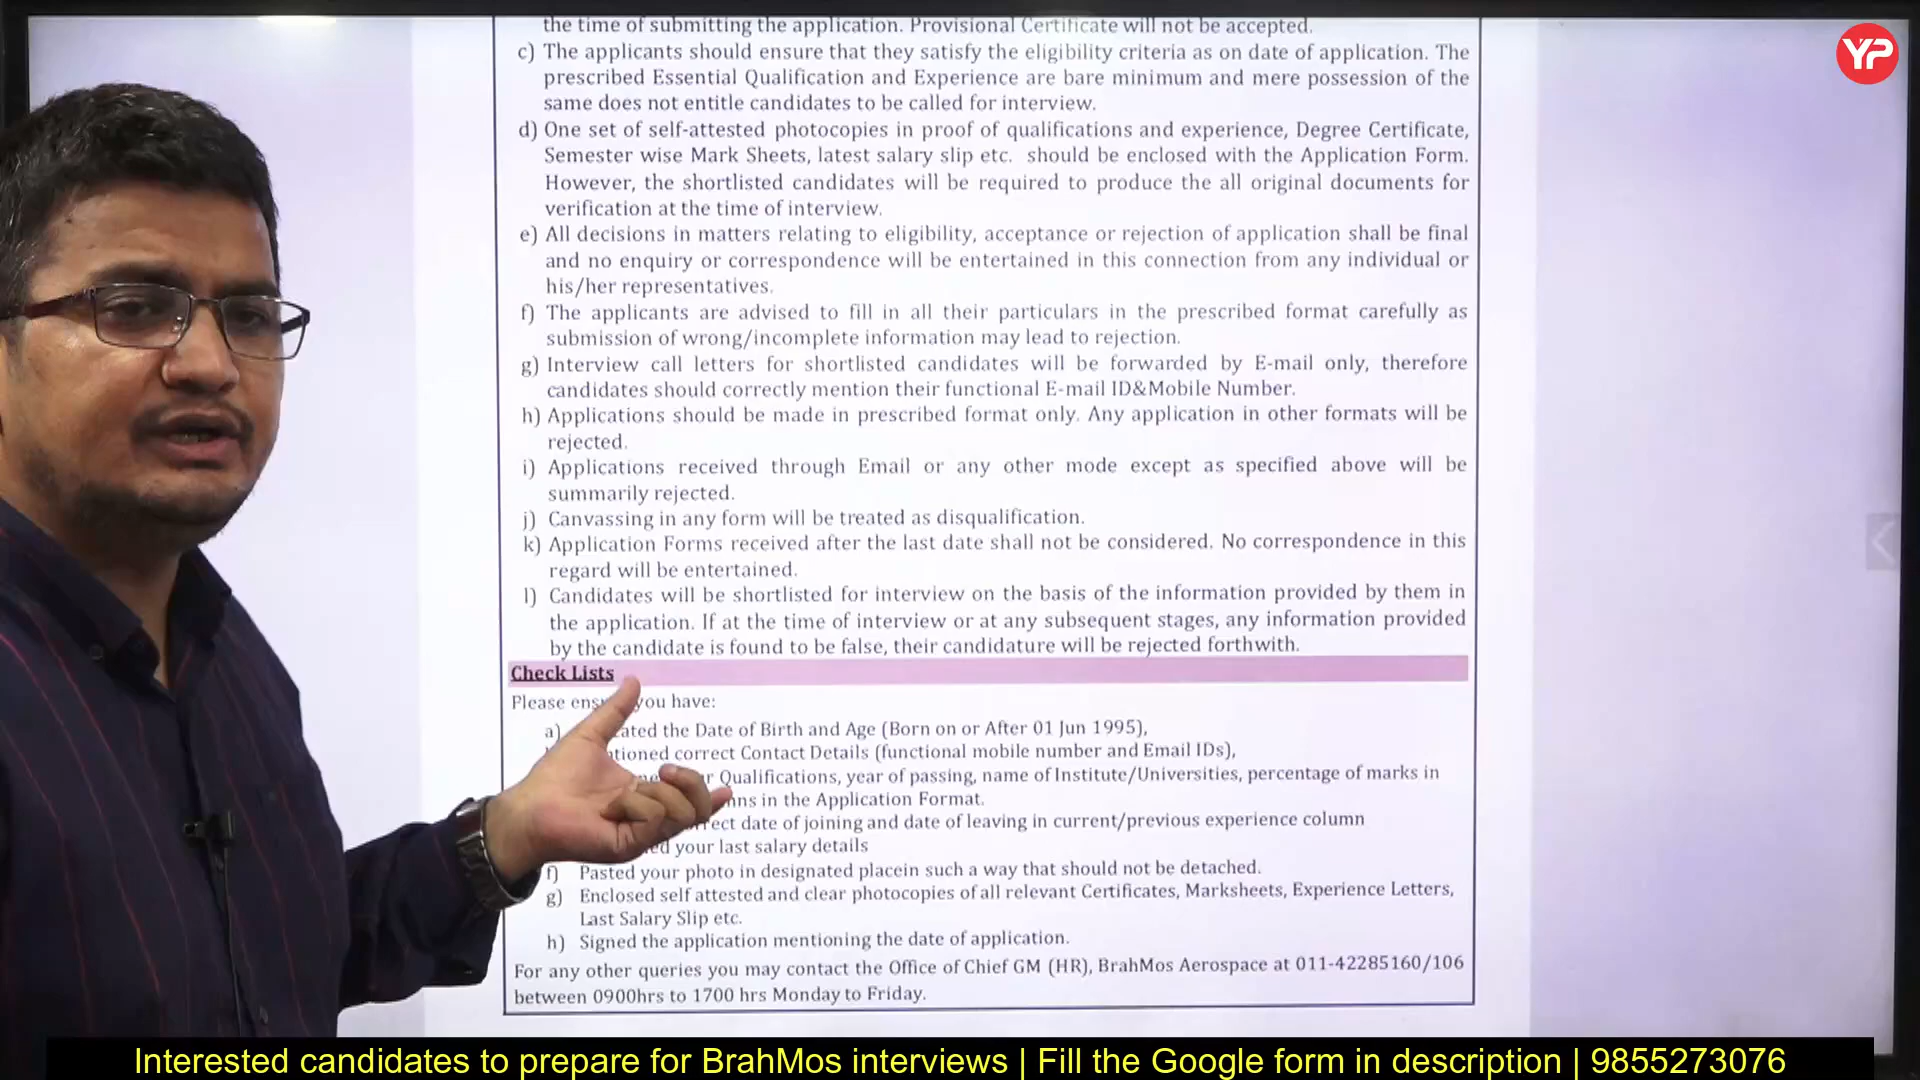 the time of submitting the application. Provisional Certificate will not be accepted.
YP
c) The applicants should ensure that they satisfy the eligibility criteria as on date of application. The
prescribed Essential Qualification and Experience are bare minimum and mere possession of the
same does not entitle candidates to be called for interview.
d) One set of self-attested photocopies in proof of qualifications and experience, Degree Certificate,
Semester wise Mark Sheets, latest salary slip etc. should be enclosed with the Application Form.
However, the shortlisted candidates will be required to produce the all original documents for
verification at the time of interview.
e) All decisions in matters relating to eligibility, acceptance or rejection of application shall be final
and no enquiry or correspondence will be entertained in this connection from any individual or
his/her representatives.
f) The applicants are advised to fill in all their particulars in the prescribed format carefully as
submission of wrong/incomplete information may lead to rejection.
g) Interview call letters for shortlisted candidates will be forwarded by E-mail only, therefore
candidates should correctly mention their functional E-mail ID&Mobile Number.
h) Applications should be made in prescribed format only. Any application in other formats will be
rejected.
i) Applications received through Email or any other mode except as specified above will be
summarily rejected.
j) Canvassing in any form will be treated as disqualification.
k) Application Forms received after the last date shall not be considered. No correspondence in this
regard will be entertained.
l) Candidates will be shortlisted for interview on the basis of the information provided by them in
the application. If at the time of interview or at any subsequent stages, any information provided
by the candidate is found to be false, their candidature will be rejected forthwith.
Check Lists
Please you have:
a) the Date of Birth and Age (Born on or After 01 Jun 1995),
correct Contact Details (functional mobile number and Email IDs),
Qualifications, year of passing, name of Institute/Universities, percentage of marks in
in the Application Format.
date of joining and date of leaving in current/previous experience column
your last salary details
f) Pasted your photo in designated placein such a way that should not be detached.
g) Enclosed self attested and clear photocopies of all relevant Certificates, Marksheets, Experience Letters,
Last Salary Slip etc.
h) Signed the application mentioning the date of application.
For any other queries you may contact the Office of Chief GM (HR), BrahMos Aerospace at 011-42285160/106
between 0900hrs to 1700 hrs Monday to Friday.
Interested candidates to prepare for BrahMos interviews | Fill the Google form in description | 9855273076